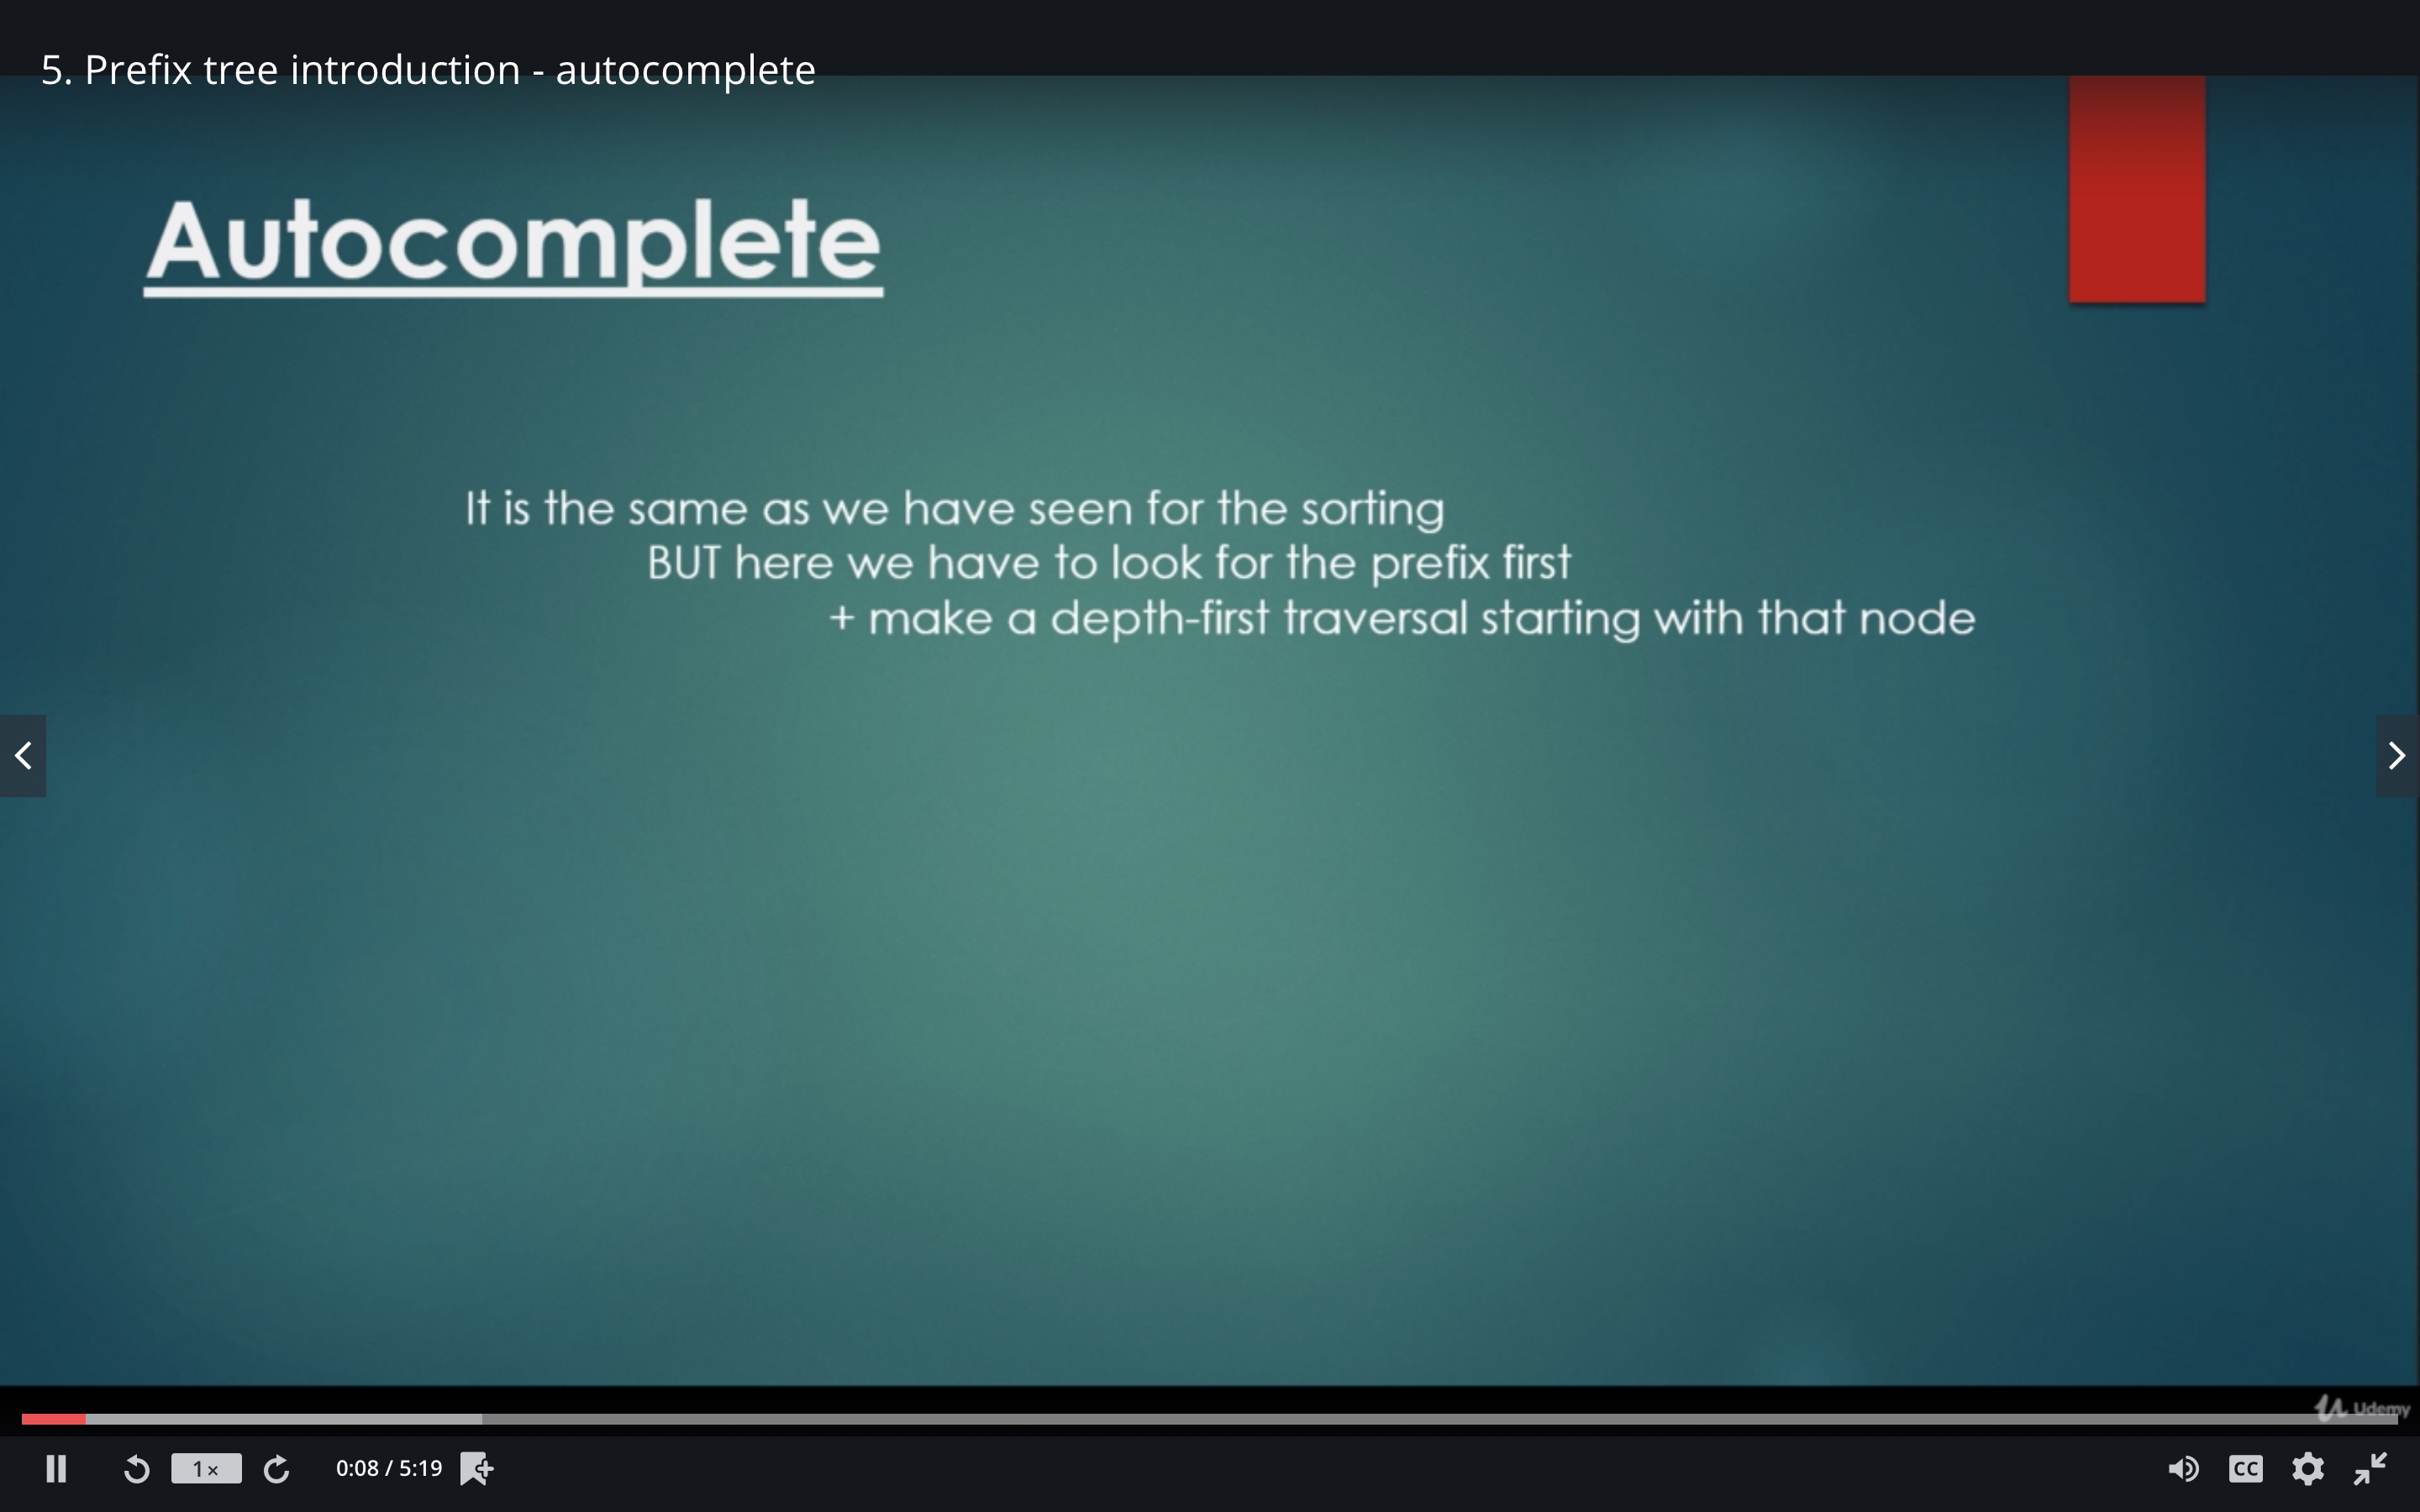 5. Prefix tree introduction - autocomplete
Autocomplete
It is the same as we have seen for the sorting
BUT here we have to look for the prefix first
+ make a depth-first traversal starting with that node
Udemy
1×
0:08 / 5:19
CC